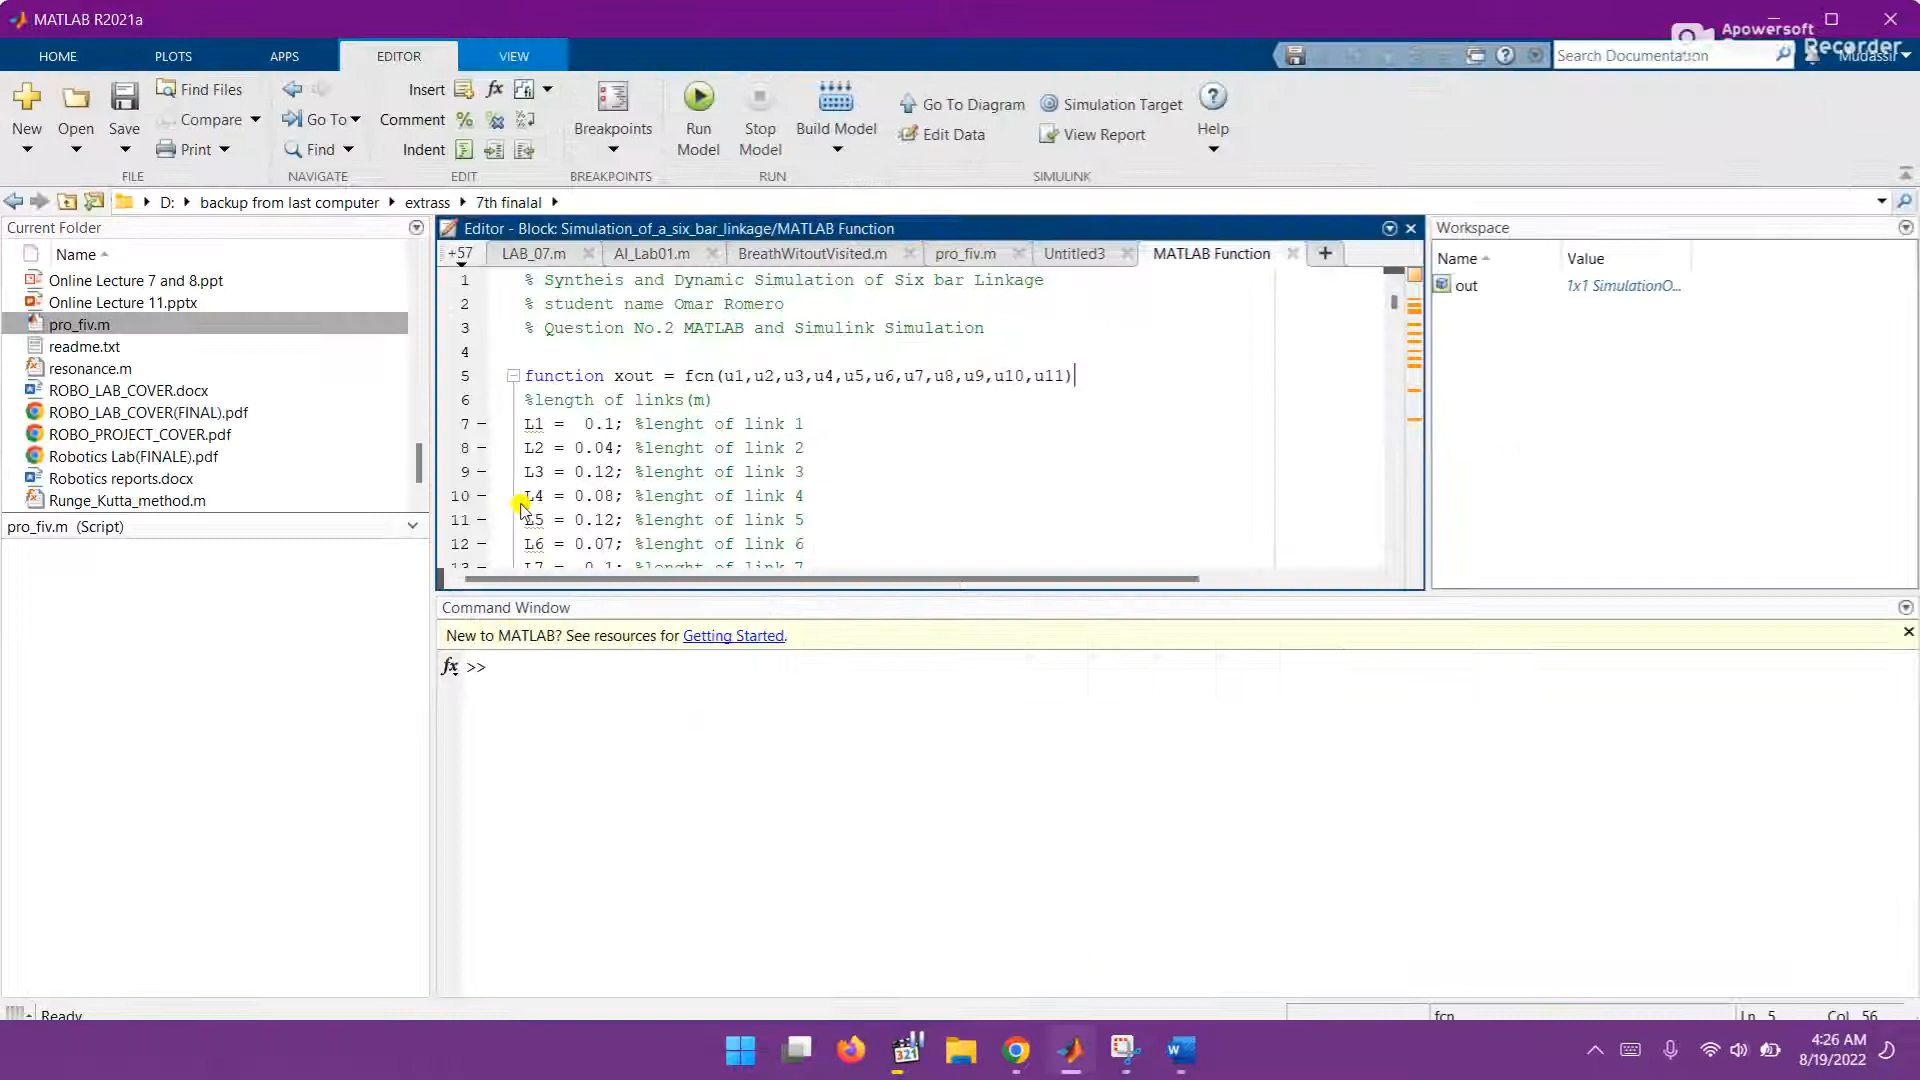 MATLAB R2021a
Apowersoft
Recorder
HOME PLOTS APPS EDITOR VIEW
Search Documentation
Mudassir
New Open Save
Find Files
Compare
Print
Go To
Find
Insert
Comment
Indent
Breakpoints
Run Model
Stop Model
Build Model
Go To Diagram
Edit Data
Simulation Target
View Report
Help
FILE NAVIGATE EDIT BREAKPOINTS RUN SIMULINK
D: backup from last computer extrass 7th finalal
Current Folder
Name
Online Lecture 7 and 8.ppt
Online Lecture 11.pptx
pro_fiv.m
readme.txt
resonance.m
ROBO_LAB_COVER.docx
ROBO_LAB_COVER(FINAL).pdf
ROBO_PROJECT_COVER.pdf
Robotics Lab(FINALE).pdf
Robotics reports.docx
Runge_Kutta_method.m
pro_fiv.m (Script)
Editor - Block: Simulation_of_a_six_bar_linkage/MATLAB Function
+57 LAB_07.m AI_Lab01.m BreathWitoutVisited.m pro_fiv.m Untitled3 MATLAB Function
1 % Syntheis and Dynamic Simulation of Six bar Linkage
2 % student name Omar Romero
3 % Question No.2 MATLAB and Simulink Simulation
4
5 function xout = fcn(u1,u2,u3,u4,u5,u6,u7,u8,u9,u10,u11)
6 %length of links(m)
7 – L1 = 0.1; %lenght of link 1
8 – L2 = 0.04; %lenght of link 2
9 – L3 = 0.12; %lenght of link 3
10 – L4 = 0.08; %lenght of link 4
11 – L5 = 0.12; %lenght of link 5
12 – L6 = 0.07; %lenght of link 6
13 – L7 = 0.1; %lenght of link 7
Workspace
Name Value
out 1x1 SimulationO...
Command Window
New to MATLAB? See resources for Getting Started.
fx >>
Ready
fcn
Ln 5 Col 56
4:26 AM
8/19/2022